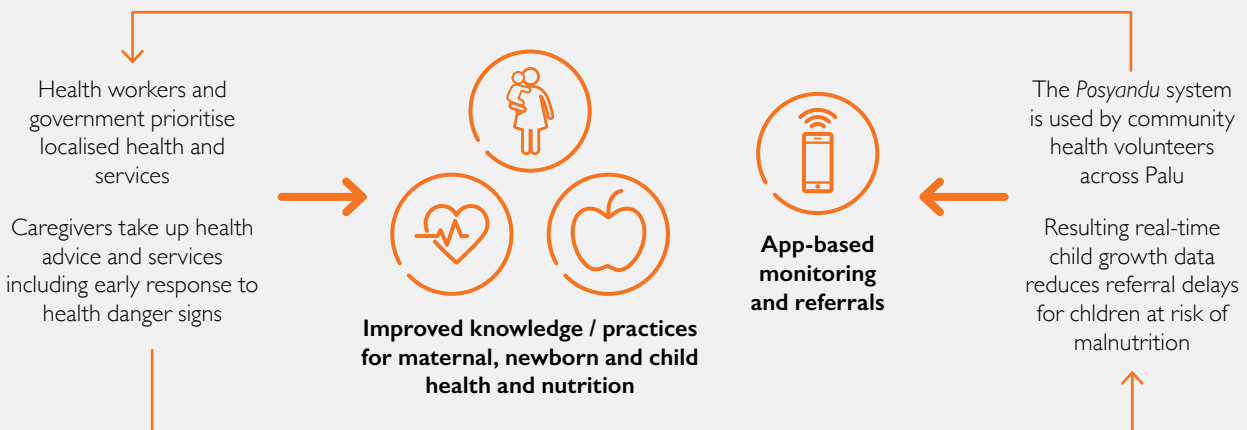 Health workers and
government prioritise
localised health and
services
Caregivers take up health
advice and services
including early response to
health danger signs
Improved knowledge / practices
for maternal, newborn and child
health and nutrition
App-based
monitoring
and referrals
The Posyandu system
is used by community
health volunteers
across Palu
Resulting real-time
child growth data
reduces referral delays
for chldren at risk of
malnutrition